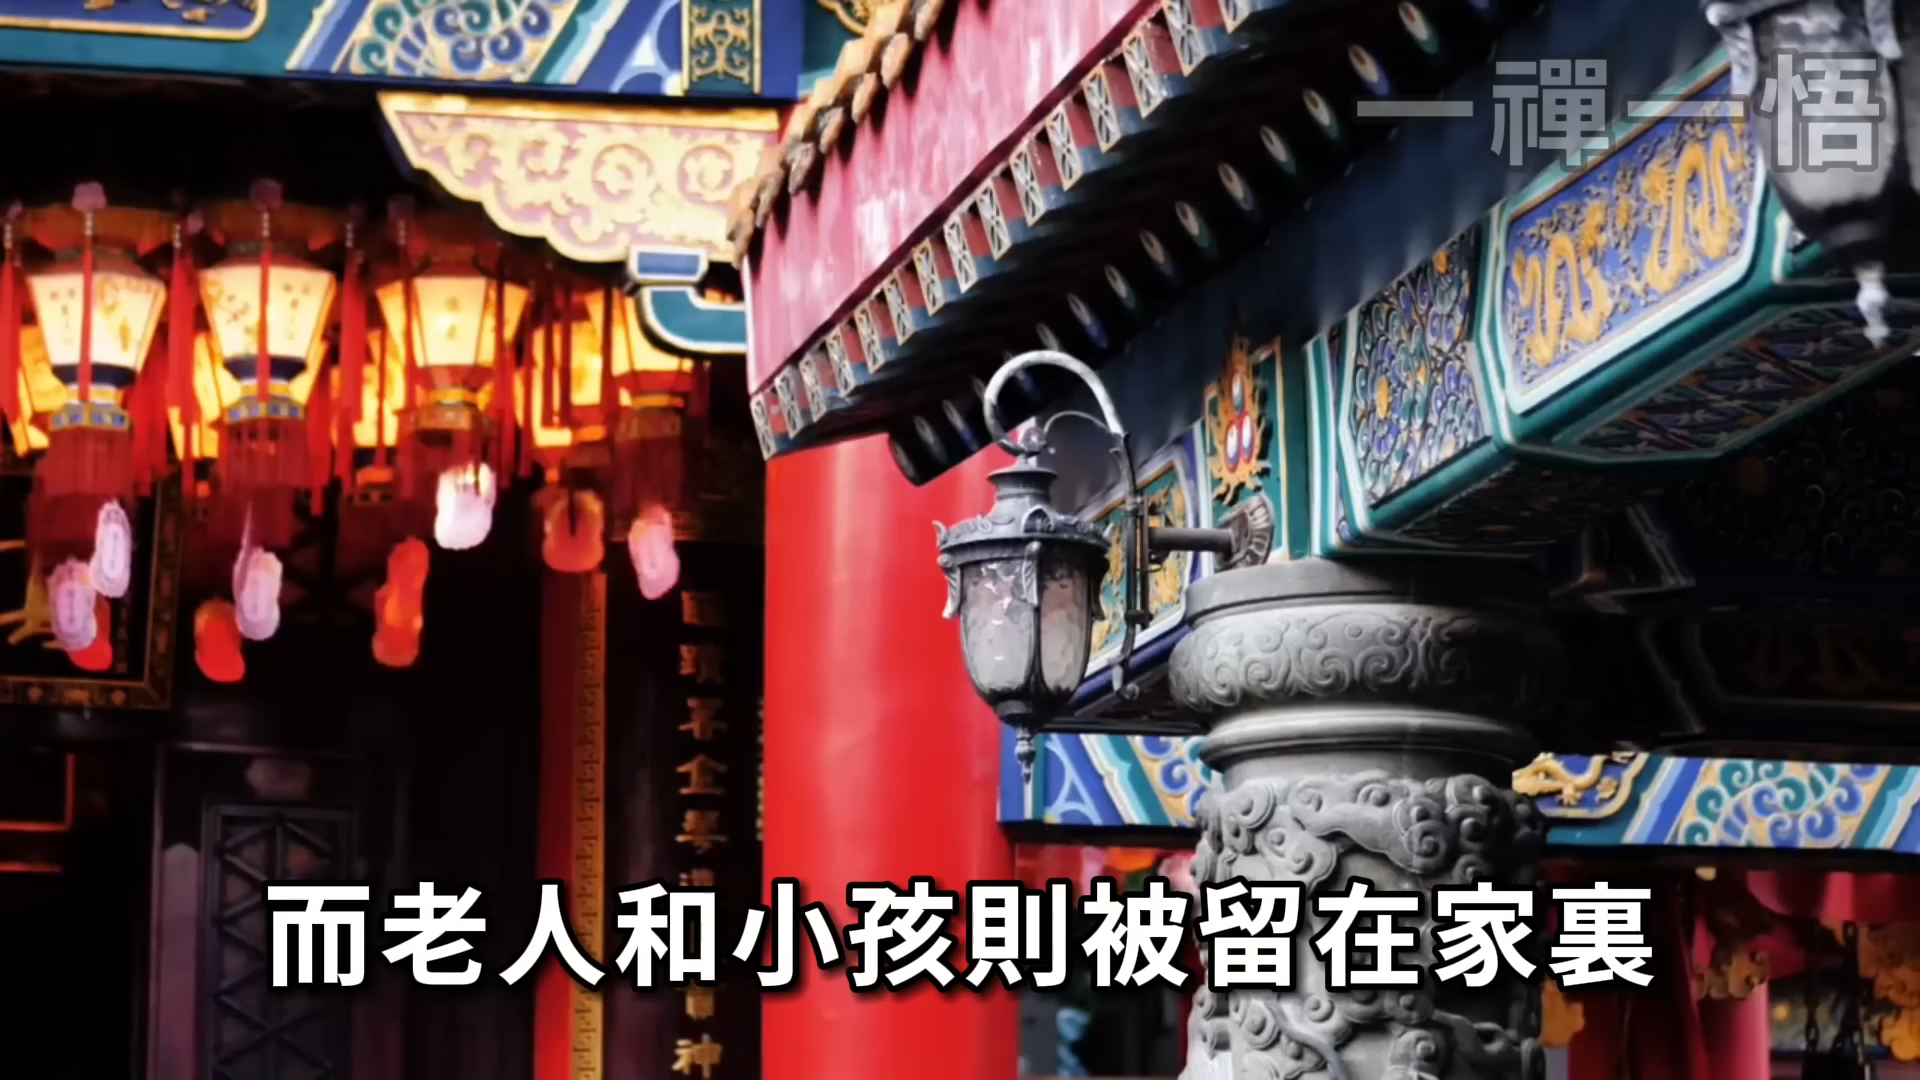 一禪一悟
而老人和小孩則被留在家裏